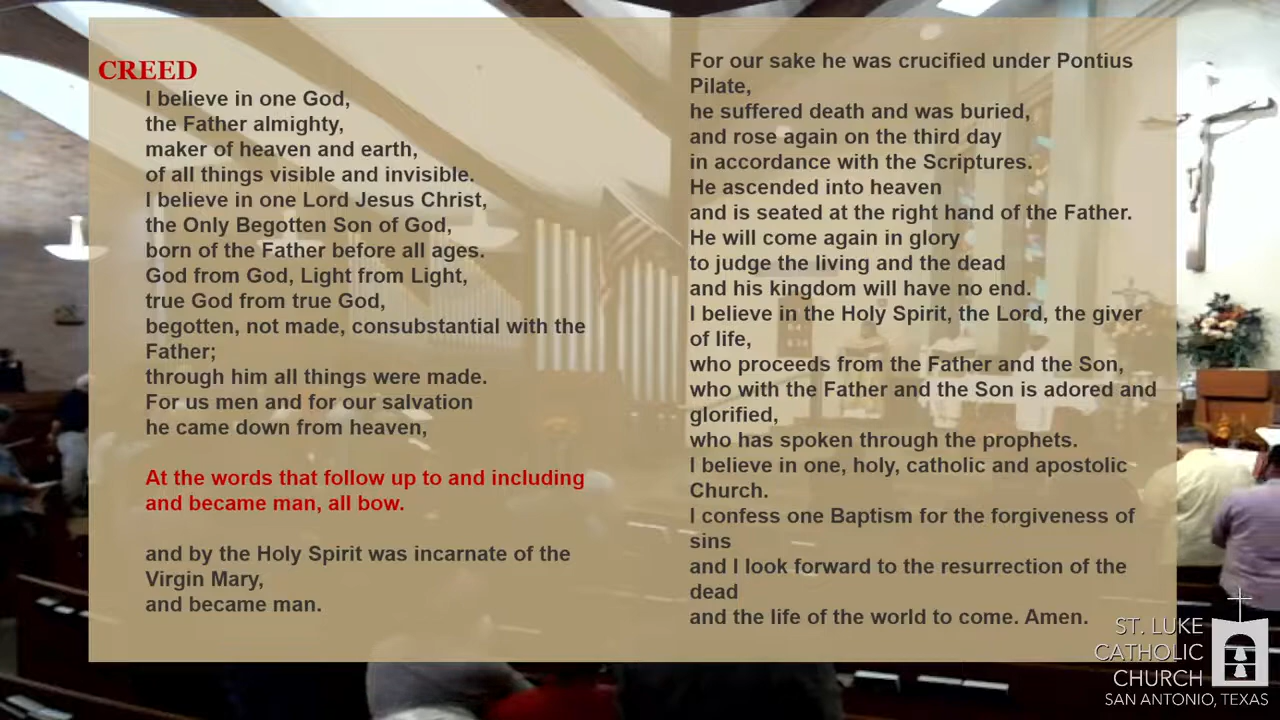 CREED
I believe in one God,
the Father almighty,
maker of heaven and earth,
of all things visible and invisible.
I believe in one Lord Jesus Christ,
the Only Begotten Son of God,
born of the Father before all ages.
God from God, Light from Light,
true God from true God,
begotten, not made, consubstantial with the
Father;
through him all things were made.
For us men and for our salvation
he came down from heaven,
At the words that follow up to and including
and became man, all bow.
and by the Holy Spirit was incarnate of the
Virgin Mary,
and became man.
For our sake he was crucified under Pontius
Pilate,
he suffered death and was buried,
and rose again on the third day
in accordance with the Scriptures.
He ascended into heaven
and is seated at the right hand of the Father.
He will come again in glory
to judge the living and the dead
and his kingdom will have no end.
I believe in the Holy Spirit, the Lord, the giver
of life,
who proceeds from the Father and the Son,
who with the Father and the Son is adored and
glorified,
who has spoken through the prophets.
I believe in one, holy, catholic and apostolic
Church.
I confess one Baptism for the forgiveness of
sins
and I look forward to the resurrection of the
dead
and the life of the world to come. Amen.
ST. LUKE
CATHOLIC
CHURCH
SAN ANTONIO, TEXAS